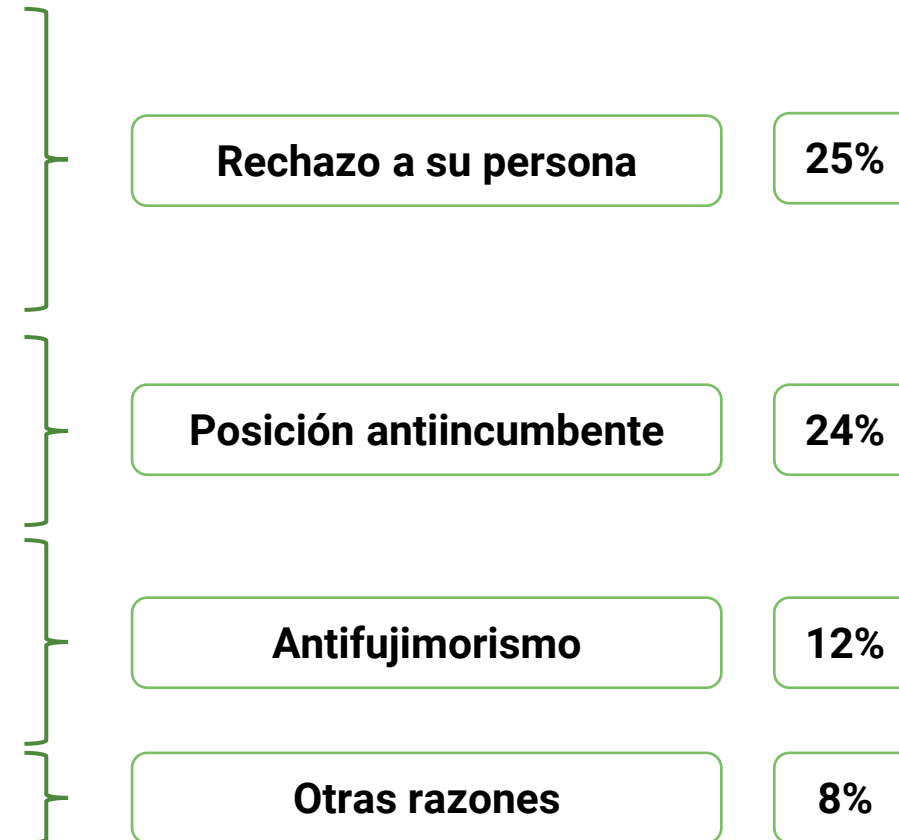 Rechazo a su persona 25%
Posición antiincumbente 24%
Antifujimorismo 12%
Otras razones 8%